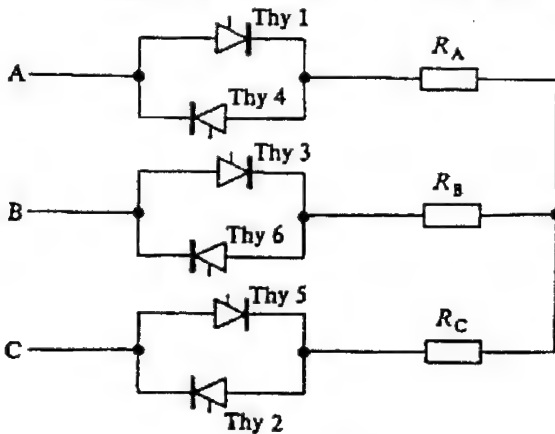 Thy 1
A
R_A
Thy 4
Thy 3
B
R_B
Thy 6
Thy 5
C
R_C
Thy 2